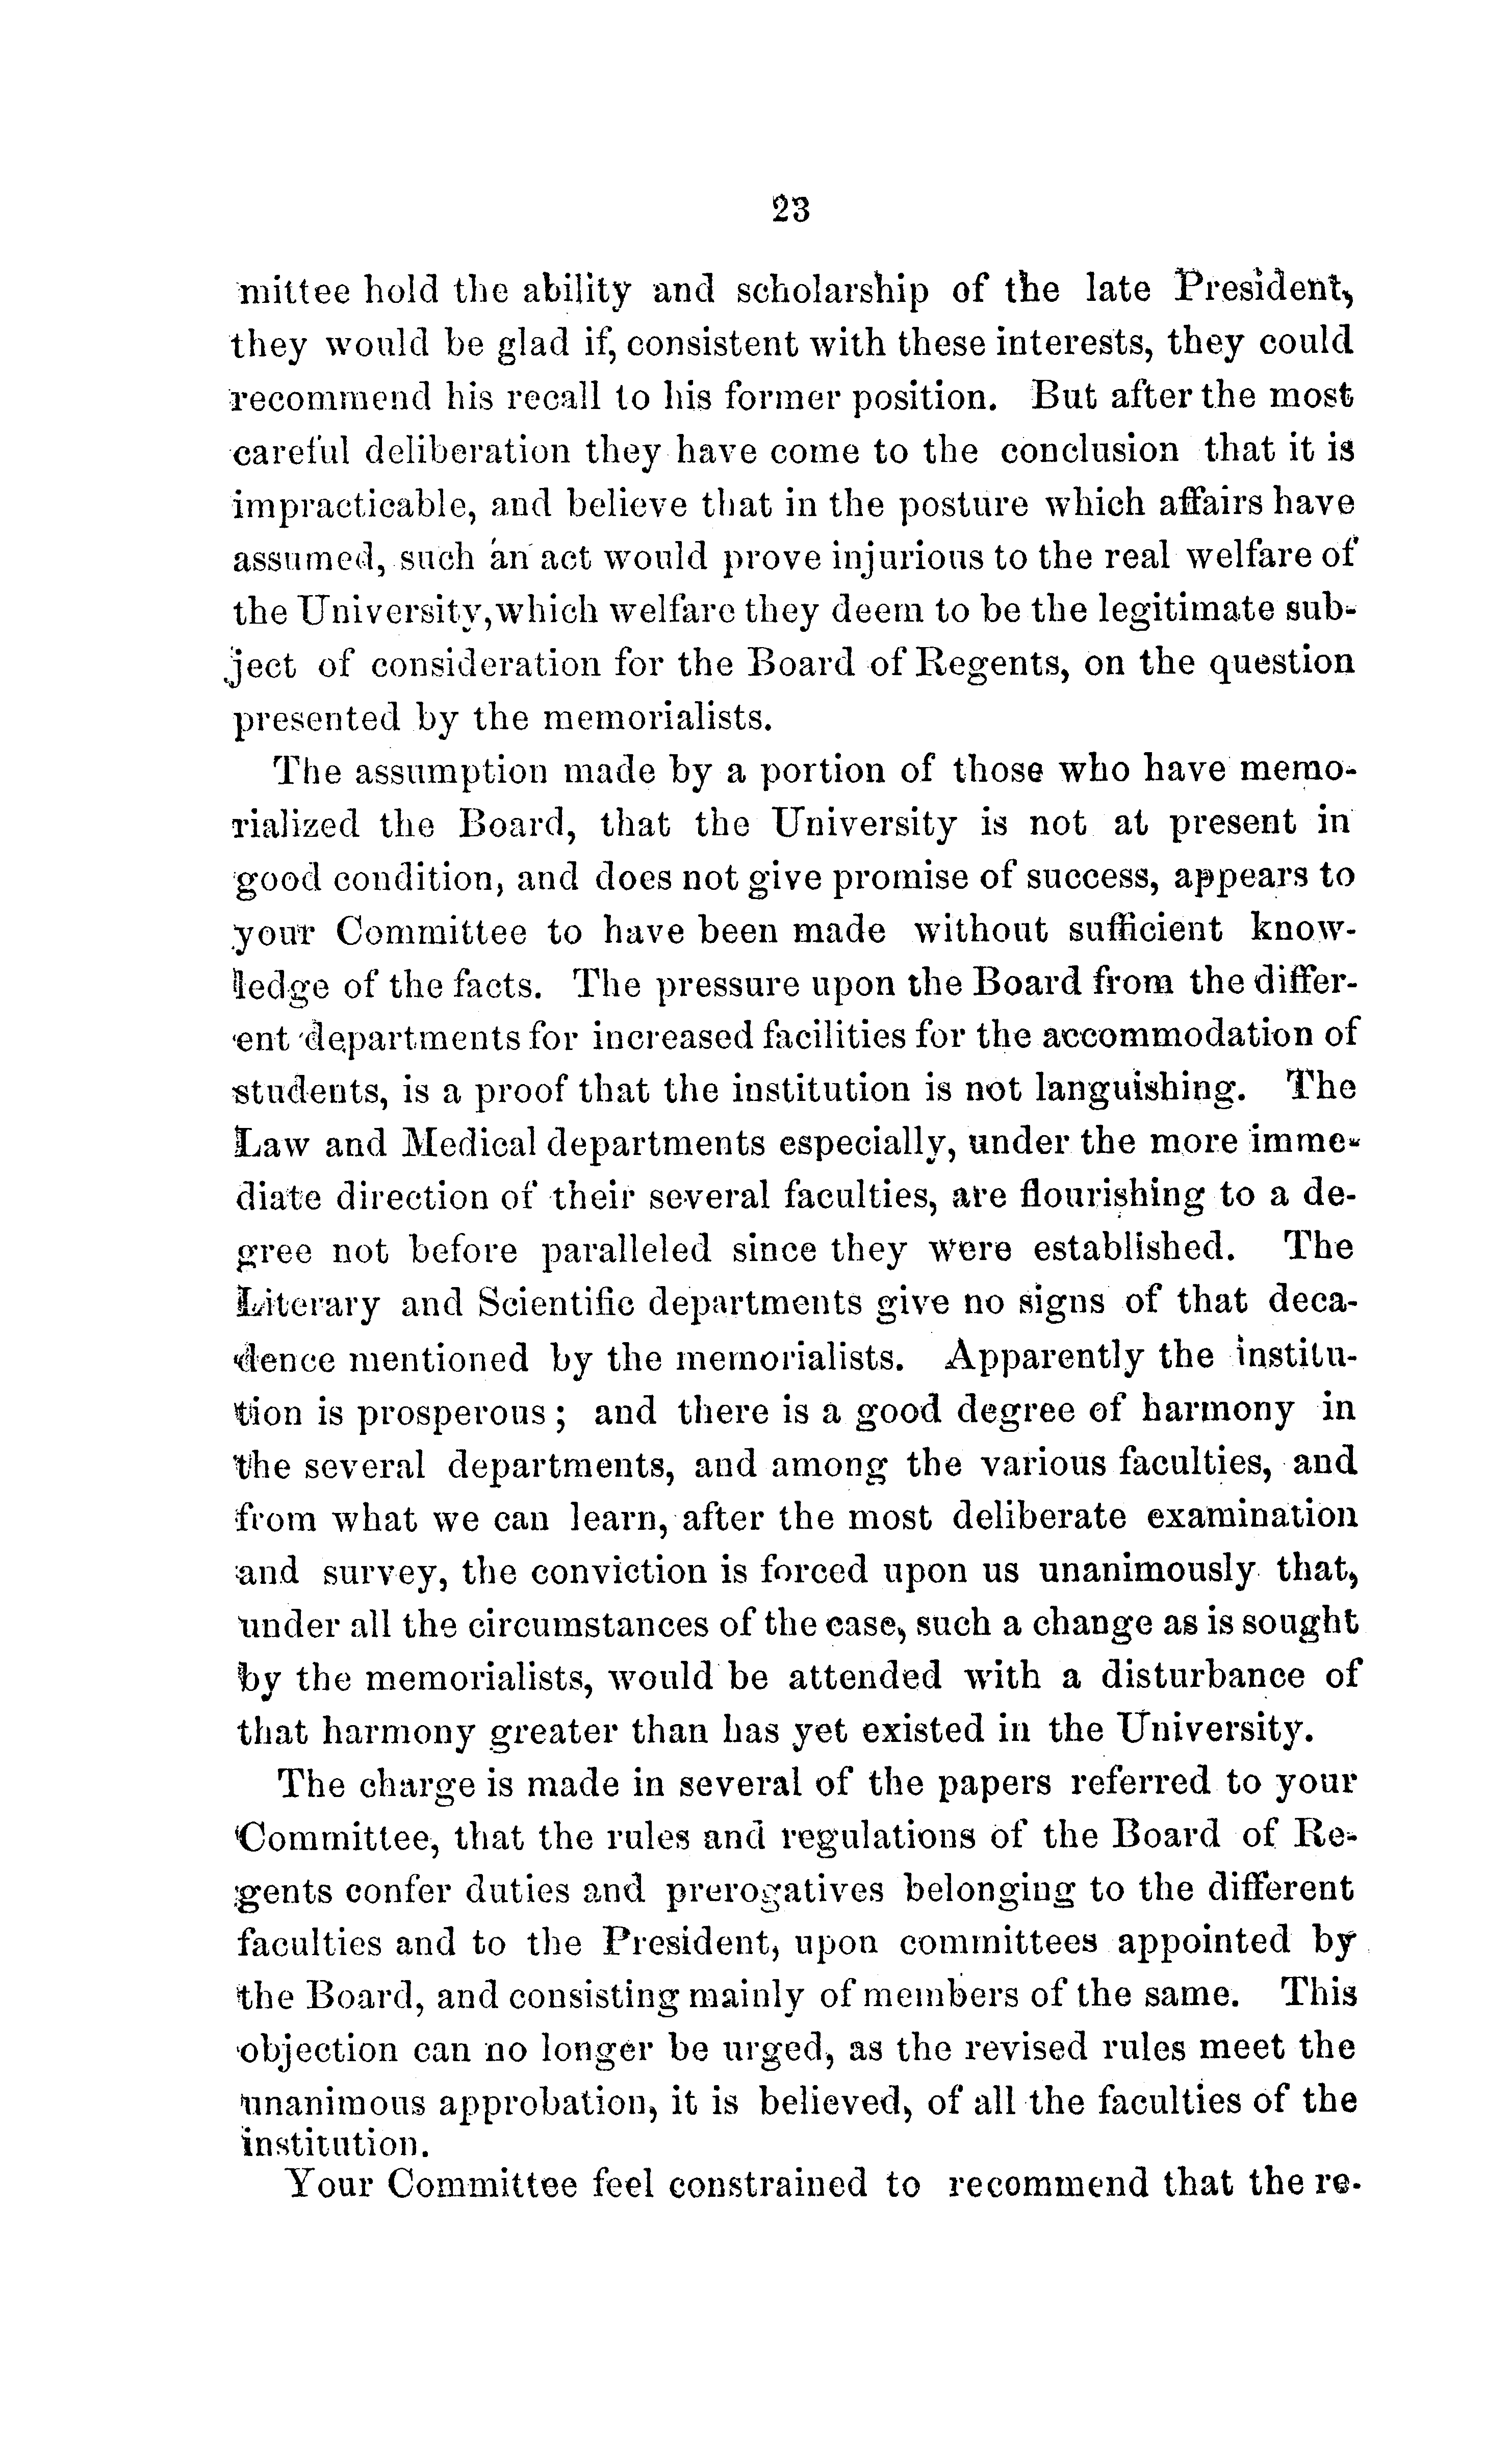 23
mittee hold the ability and scholarship of the late President,
they would be glad if, consistent with these interests, they could
recommend his recall to his former position. But after the most
careful deliberation they have come to the conclusion that it is
impracticable, and believe that in the posture which affairs have
assumed, such an act would prove injurious to the real welfare of
the University, which welfare they deem to be the legitimate sub-
ject of consideration for the Board of Regents, on the question
presented by the memorialists.
The assumption made by a portion of those who have memo-
rialized the Board, that the University is not at present in
good condition, and does not give promise of success, appears to
your Committee to have been made without sufficient know-
ledge of the facts. The pressure upon the Board from the differ-
ent departments for increased facilities for the accommodation of
students, is a proof that the institution is not languishing. The
Law and Medical departments especially, under the more imme-
diate direction of their several faculties, are flourishing to a de-
gree not before paralleled since they were established. The
Literary and Scientific departments give no signs of that deca-
dence mentioned by the memorialists. Apparently the institu-
tion is prosperous; and there is a good degree of harmony in
the several departments, and among the various faculties, and
from what we can learn, after the most deliberate examination
and survey, the conviction is forced upon us unanimously that,
under all the circumstances of the case, such a change as is sought
by the memorialists, would be attended with a disturbance of
that harmony greater than has yet existed in the University.
The charge is made in several of the papers referred to your
Committee, that the rules and regulations of the Board of Re-
gents confer duties and prerogatives belonging to the different
faculties and to the President, upon committees appointed by
the Board, and consisting mainly of members of the same. This
objection can no longer be urged, as the revised rules meet the
unanimous approbation, it is believed, of all the faculties of the
institution.
Your Committee feel constrained to recommend that the re-